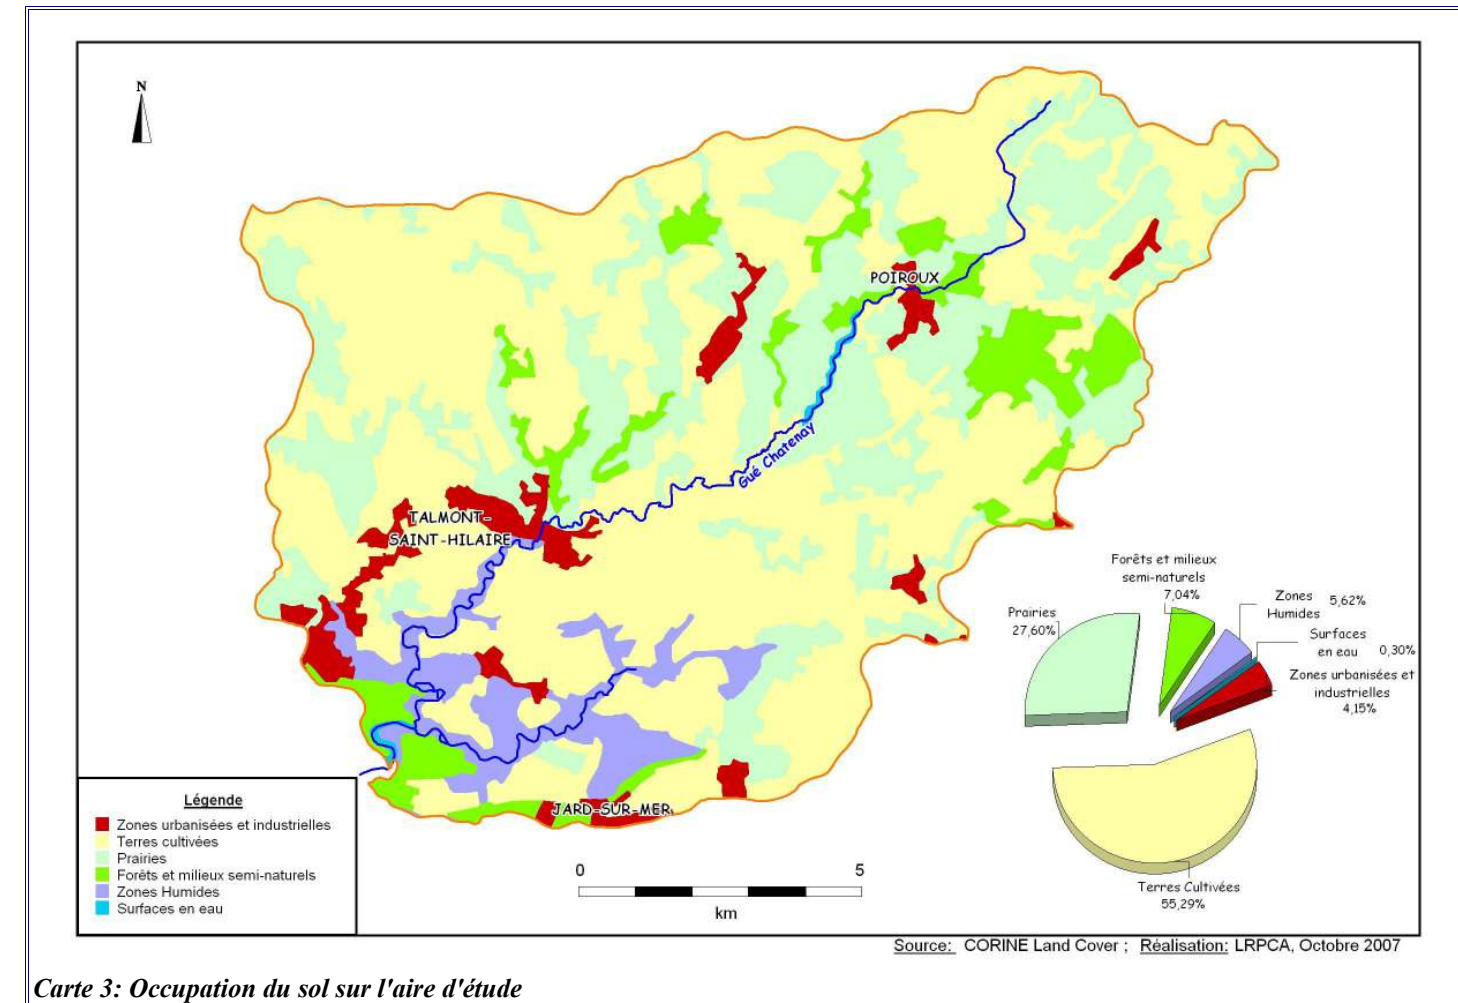 N
POIROUX
Gué Chatenay
TALMONT-
SAINT-HILAIRE
JARD-SUR-MER
Forêts et milieux
semi-naturels
7,04%
Prairies
27,60%
Zones
Humides
5,62%
Surfaces
en eau
0,30%
Zones urbanisées et
industrielles
4,15%
Terres Cultivées
55,29%
Légende
Zones urbanisées et industrielles
Terres cultivées
Prairies
Forêts et milieux semi-naturels
Zones Humides
Surfaces en eau
0 5
km
Source: CORINE Land Cover ; Réalisation: LRPCA, Octobre 2007
Carte 3: Occupation du sol sur l'aire d'étude